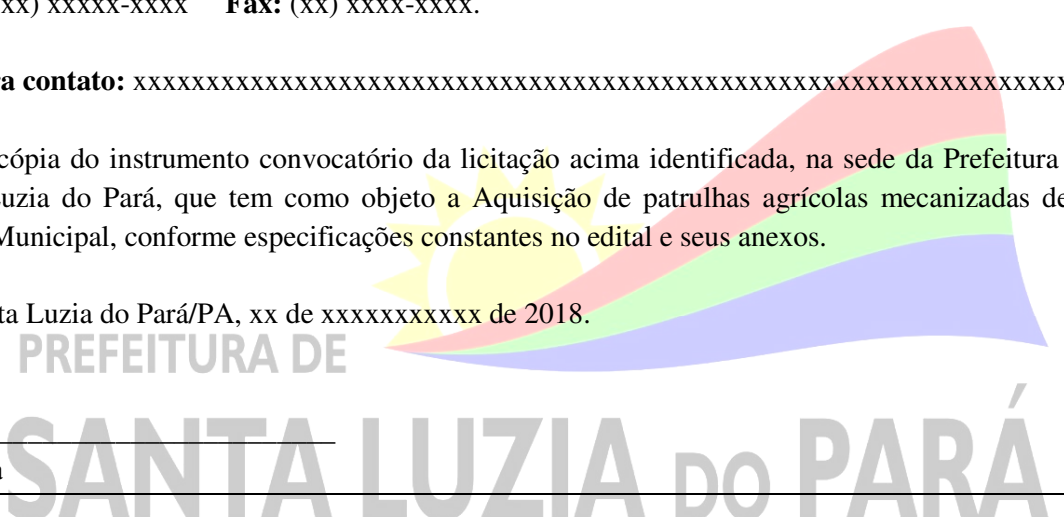 xx) xxxxx-xxxx Fax: (xx) xxxx-xxxx.
a contato: xxxxxxxxxxxxxxxxxxxxxxxxxxxxxxxxxxxxxxxxxxxxxxxxxxxxxxxxxxxxxxxxx
cópia do instrumento convocatório da licitação acima identificada, na sede da Prefeitura
uzia do Pará, que tem como objeto a Aquisição de patrulhas agrícolas mecanizadas de
Municipal, conforme especificações constantes no edital e seus anexos.
ta Luzia do Pará/PA, xx de xxxxxxxxxxx de 2018.
PREFEITURA DE
SANTA LUZIA DO PARÁ